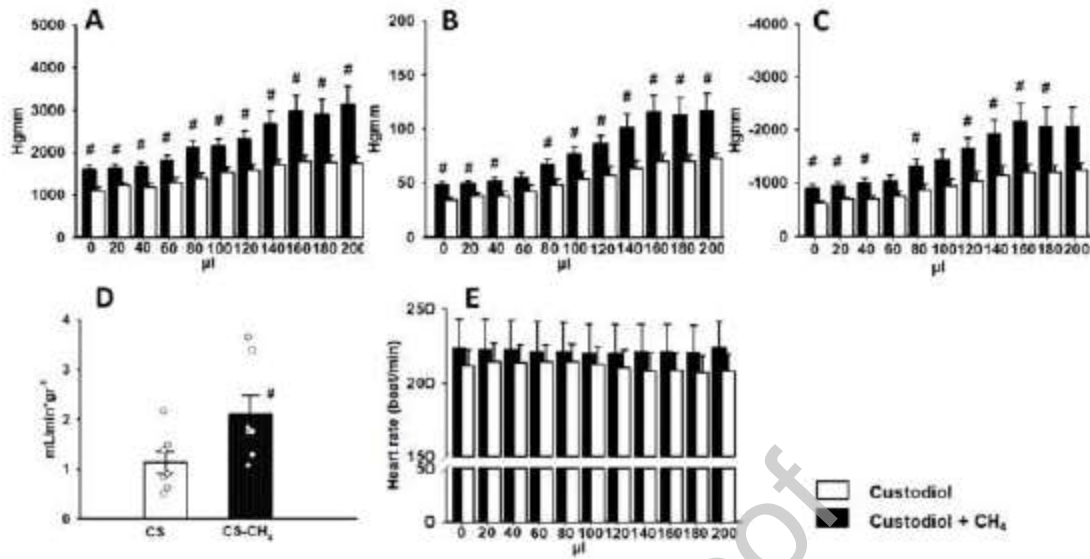 A
5000
4000
3000
2000
1000
0
Hgmm
# # # # # # # # # # #
0 20 40 60 80 100 120 140 160 180 200
µl
B
200
150
100
50
0
Hgmm
# # # # # # # # # #
0 20 40 60 80 100 120 140 160 180 200
µl
C
-4000
-3000
-2000
-1000
0
Hgmm
# # # # # # # #
0 20 40 60 80 100 120 140 160 180 200
µl
D
4
3
2
1
0
#
CS CS-CH₄
E
250
200
150
50
0
Heart rate (beat/min)
0 20 40 60 80 100 120 140 160 180 200
µl
Custodiol
Custodiol + CH₄